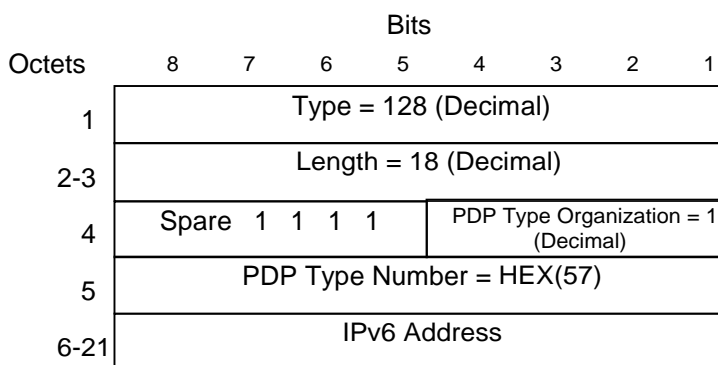 Bits
Octets 8 7 6 5 4 3 2 1
1 Type = 128 (Decimal)
2-3 Length = 18 (Decimal)
4 Spare 1 1 1 1 PDP Type Organization = 1
(Decimal)
5 PDP Type Number = HEX(57)
6-21 IPv6 Address